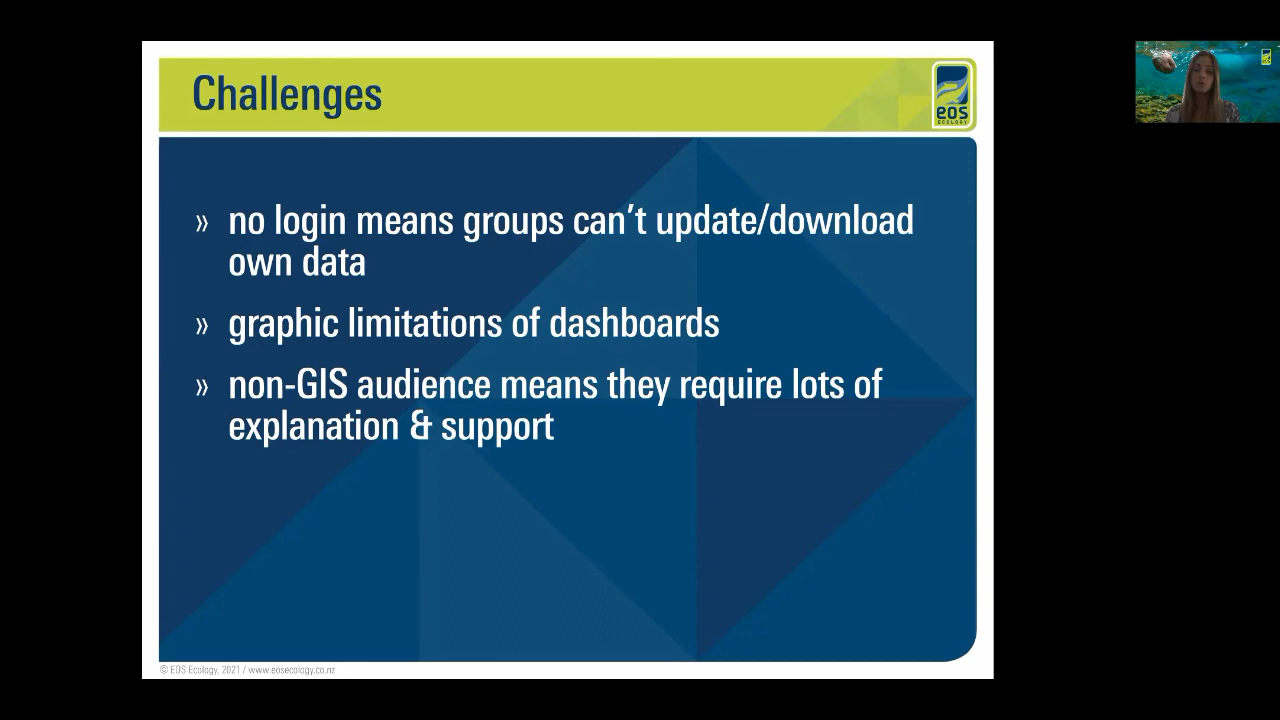 Challenges
eos
ECOLOGY
» no login means groups can’t update/download
own data
» graphic limitations of dashboards
» non-GIS audience means they require lots of
explanation & support
© EOS Ecology, 2021 / www.eosecology.co.nz